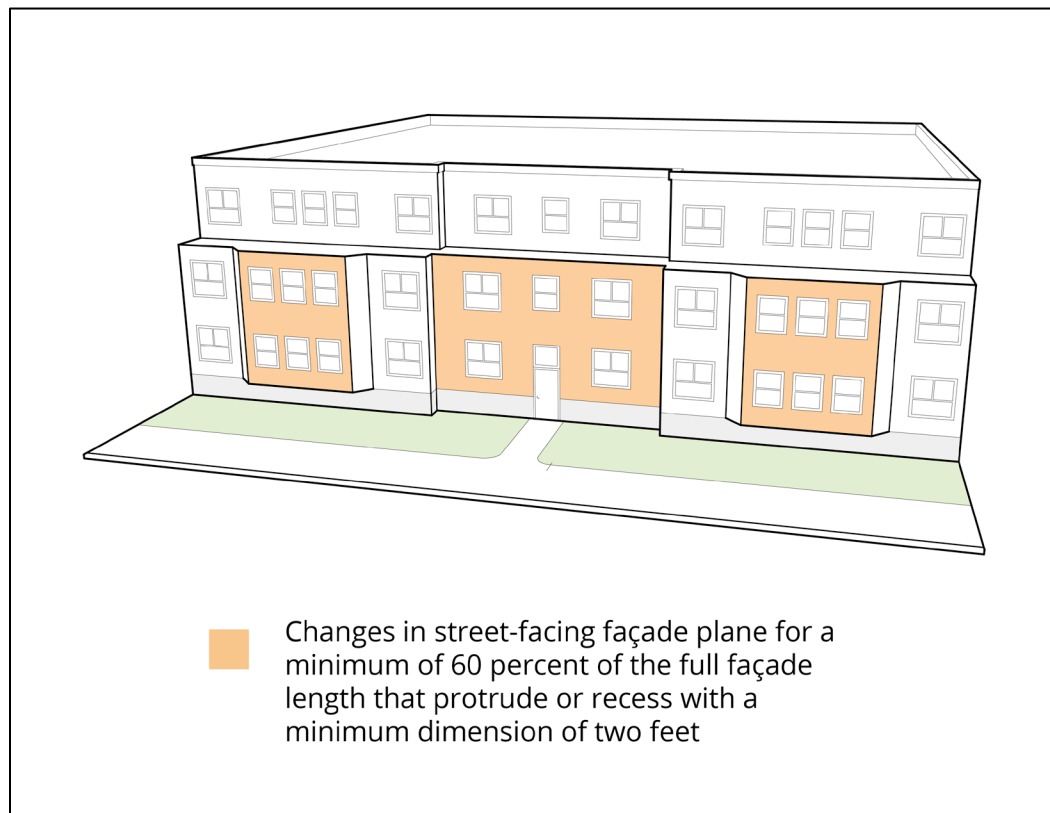 Changes in street-facing façade plane for a
minimum of 60 percent of the full façade
length that protrude or recess with a
minimum dimension of two feet